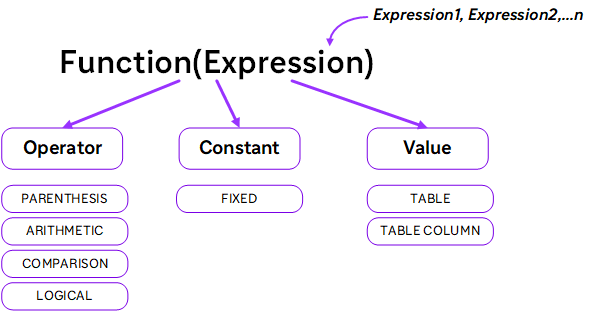 Expression1, Expression2,...n
Function(Expression)
Operator
Constant
Value
PARENTHESIS
FIXED
TABLE
ARITHMETIC
TABLE COLUMN
COMPARISON
LOGICAL